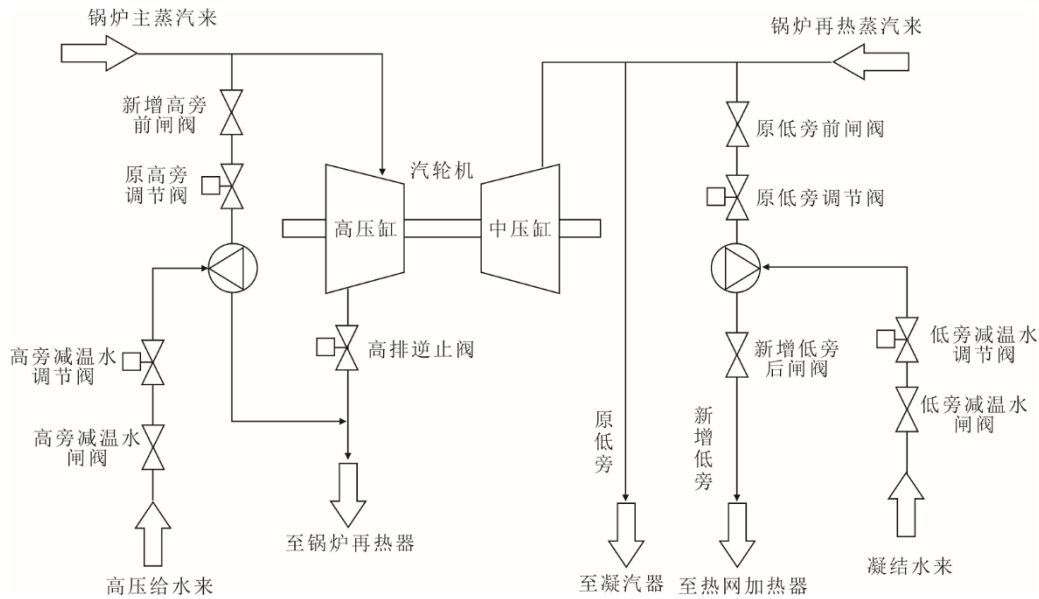 锅炉主蒸汽来
锅炉再热蒸汽来
新增高旁
前闸阀
原高旁
调节阀
汽轮机
高压缸
中压缸
原低旁前闸阀
原低旁调节阀
高旁减温水
调节阀
高排逆止阀
新增低旁
后闸阀
低旁减温水
调节阀
高旁减温水
闸阀
低旁减温水
闸阀
原低旁
新增低旁
至锅炉再热器
高压给水来
至凝汽器
至热网加热器
凝结水来